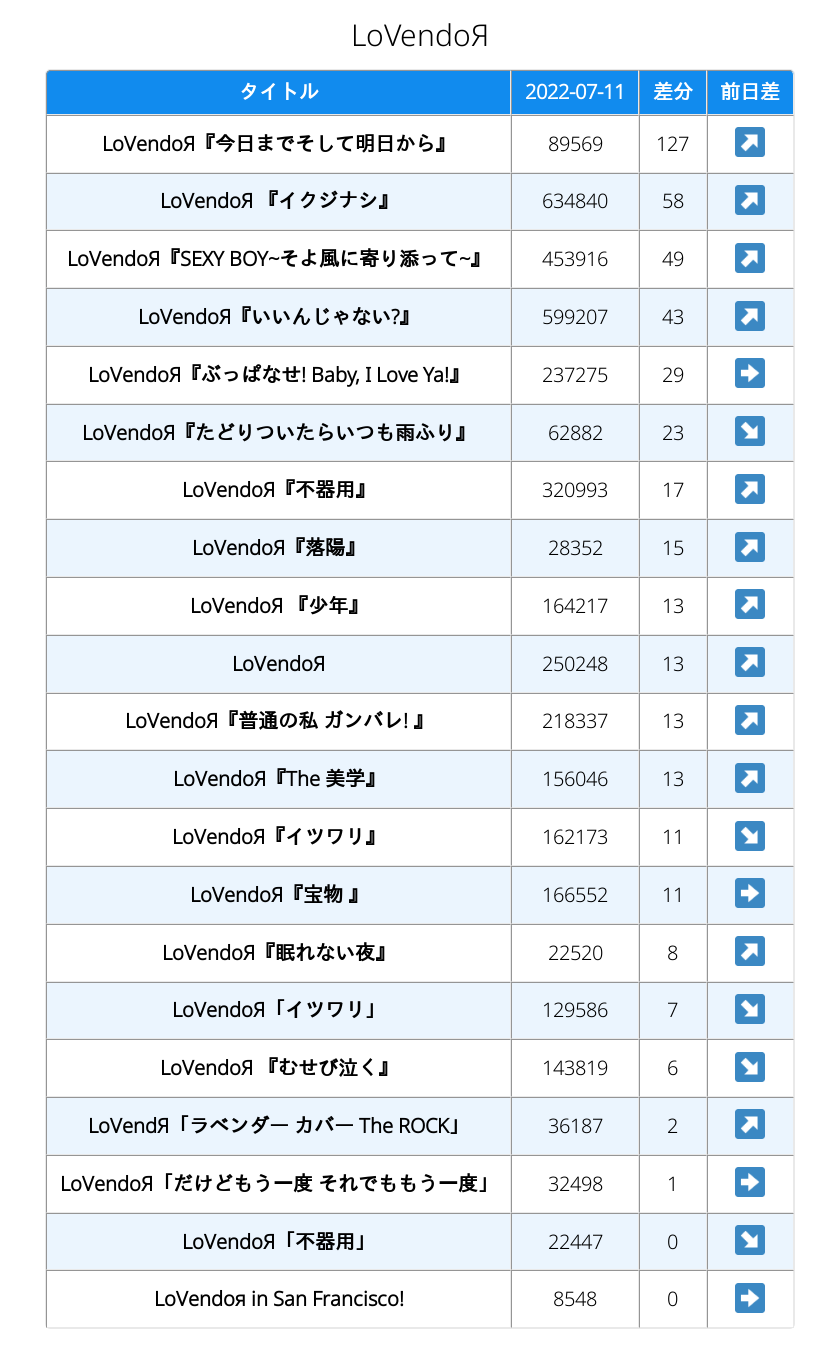 LoVendoЯ
タイトル 2022-07-11 差分 前日差
LoVendoЯ『今日までそして明日から』 89569 127 ↗
LoVendoЯ 『イクジナシ』 634840 58 ↗
LoVendoЯ『SEXY BOY~そよ風に寄り添って~』 453916 49 ↗
LoVendoЯ『いいんじゃない?』 599207 43 ↗
LoVendoЯ『ぶっぱなせ! Baby, I Love Ya!』 237275 29 ➡
LoVendoЯ『たどりついたらいつも雨ふり』 62882 23 ↘
LoVendoЯ『不器用』 320993 17 ↗
LoVendoЯ『落陽』 28352 15 ↗
LoVendoЯ 『少年』 164217 13 ↗
LoVendoЯ 250248 13 ↗
LoVendoЯ『普通の私 ガンバレ! 』 218337 13 ↗
LoVendoЯ『The 美学』 156046 13 ↗
LoVendoЯ『イツワリ』 162173 11 ↘
LoVendoЯ『宝物 』 166552 11 ➡
LoVendoЯ『眠れない夜』 22520 8 ↗
LoVendoЯ「イツワリ」 129586 7 ↘
LoVendoЯ 『むせび泣く』 143819 6 ↘
LoVendЯ「ラベンダー カバー The ROCK」 36187 2 ↗
LoVendoЯ「だけどもう一度 それでももう一度」 32498 1 ➡
LoVendoЯ「不器用」 22447 0 ↘
LoVendoя in San Francisco! 8548 0 ➡